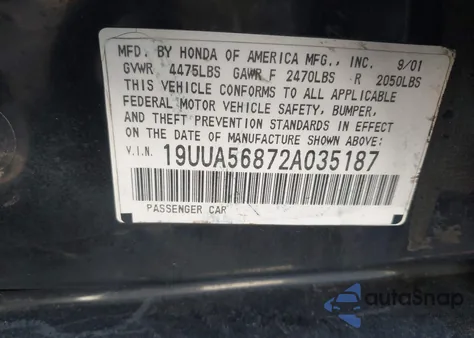 MFD. BY HONDA OF AMERICA MFG., INC. 9/01
GVWR 4475LBS GAWR F 2470LBS R 2050LBS
THIS VEHICLE CONFORMS TO ALL APPLICABLE
FEDERAL MOTOR VEHICLE SAFETY, BUMPER,
AND THEFT PREVENTION STANDARDS IN EFFECT
ON THE DATE OF MANUFACTURE SHOWN ABOVE:
V.I.N. 19UUA56872A035187
PASSENGER CAR
autoSnap